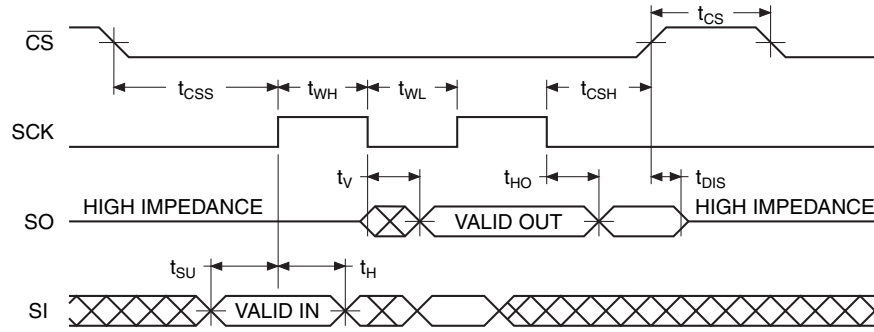 t_CS
C̅S̅
t_CSS t_WH t_WL t_CSH
SCK
t_V t_HO t_DIS
HIGH IMPEDANCE HIGH IMPEDANCE
SO VALID OUT
t_SU t_H
SI VALID IN